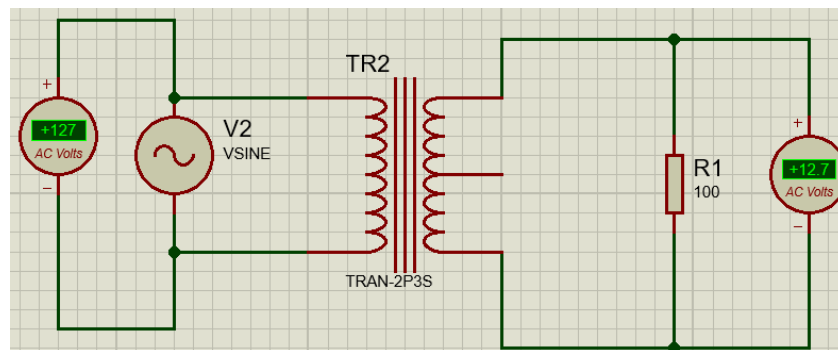 TR2
+
+127
AC Volts
−
V2
VSINE
TRAN-2P3S
R1
100
+
+12.7
AC Volts
−